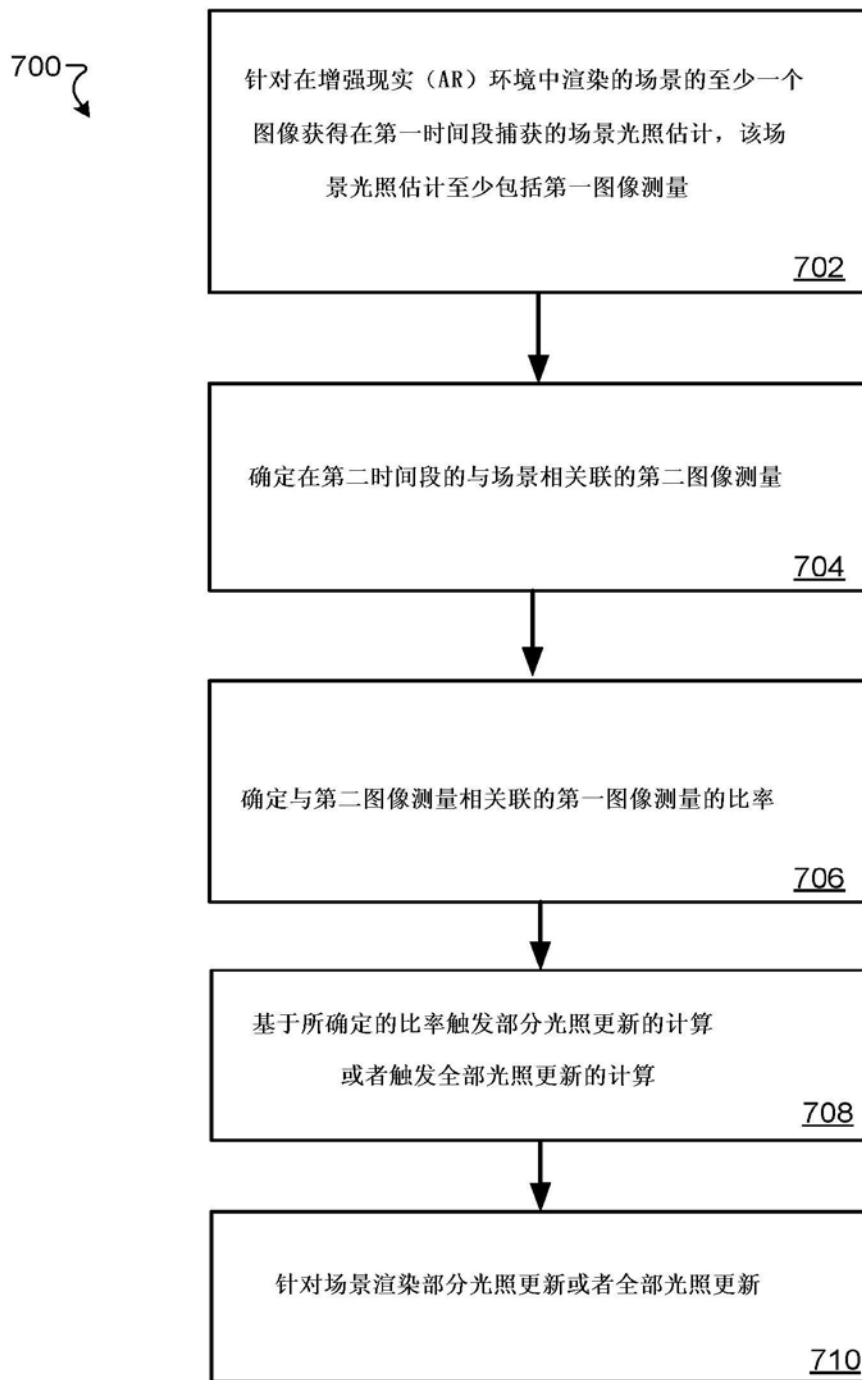 700
针对在增强现实（AR）环境中渲染的场景的至少一个
图像获得在第一时间段捕获的场景光照估计，该场
景光照估计至少包括第一图像测量
702
确定在第二时间段的与场景相关联的第二图像测量
704
确定与第二图像测量相关联的第一图像测量的比率
706
基于所确定的比率触发部分光照更新的计算
或者触发全部光照更新的计算
708
针对场景渲染部分光照更新或者全部光照更新
710